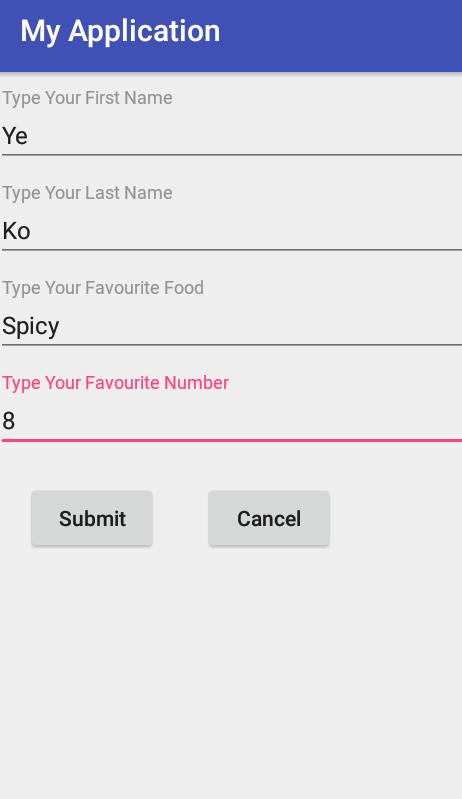 My Application
Type Your First Name
Ye
Type Your Last Name
Ko
Type Your Favourite Food
Spicy
Type Your Favourite Number
8
Submit Cancel